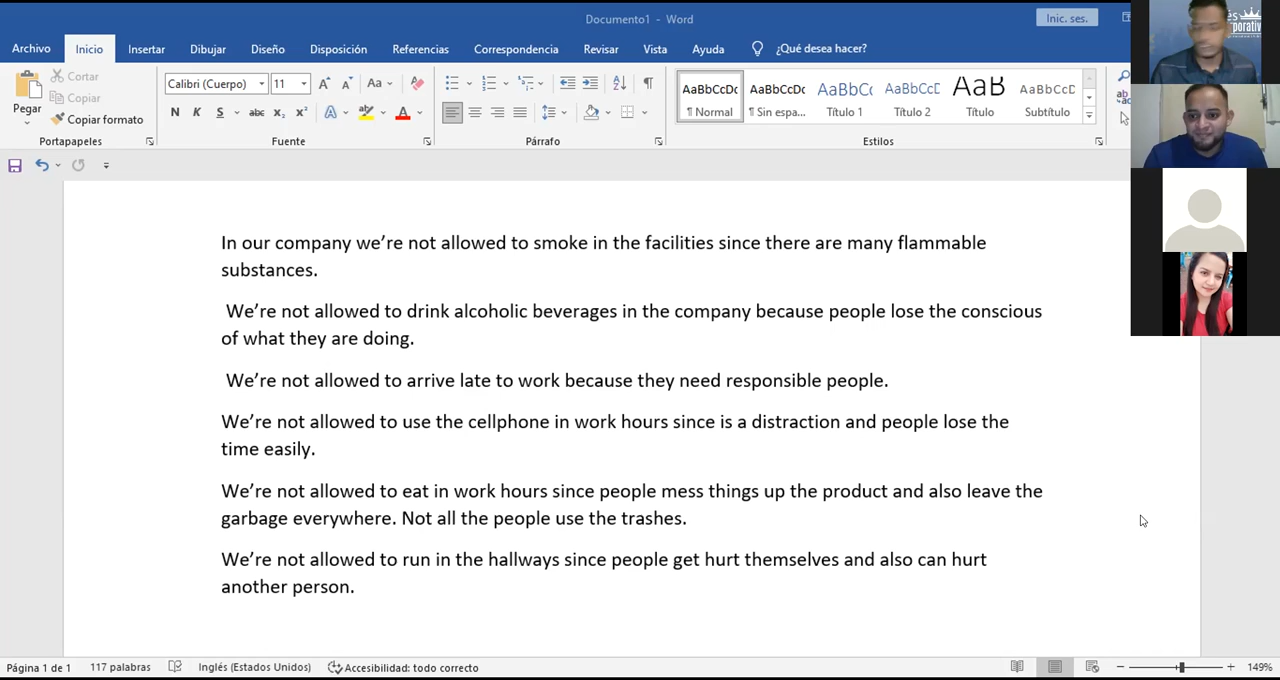 Documento1 - Word
Inic. ses.
Archivo Inicio Insertar Dibujar Diseño Disposición Referencias Correspondencia Revisar Vista Ayuda ¿Qué desea hacer?
Pegar
Cortar
Copiar
Copiar formato
Portapapeles
Calibri (Cuerpo) 11
Aa
N K S abc x₂ x² A A
Fuente
Párrafo
AaBbCcDc AaBbCcDc AaBbCc AaBbCcD AaB AaBbCcD
¶ Normal ¶ Sin espa... Título 1 Título 2 Título Subtítulo
Estilos
In our company we’re not allowed to smoke in the facilities since there are many flammable
substances.
We’re not allowed to drink alcoholic beverages in the company because people lose the conscious
of what they are doing.
We’re not allowed to arrive late to work because they need responsible people.
We’re not allowed to use the cellphone in work hours since is a distraction and people lose the
time easily.
We’re not allowed to eat in work hours since people mess things up the product and also leave the
garbage everywhere. Not all the people use the trashes.
We’re not allowed to run in the hallways since people get hurt themselves and also can hurt
another person.
Página 1 de 1 117 palabras Inglés (Estados Unidos) Accesibilidad: todo correcto 149%